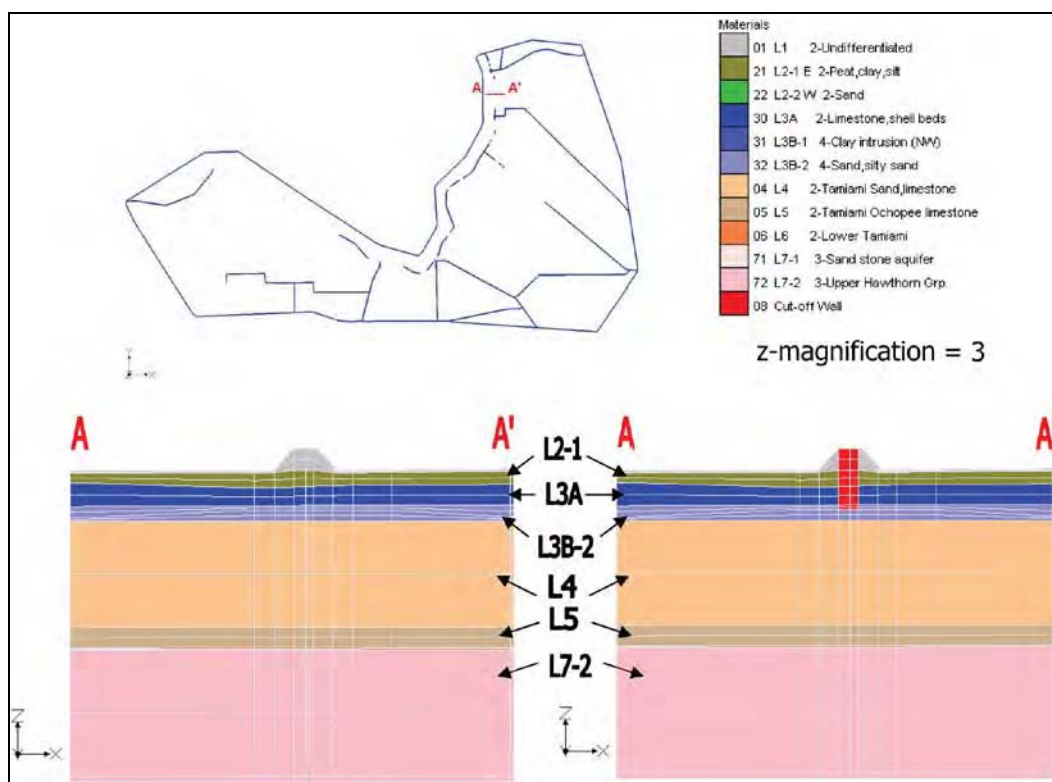 Materials
01 L1 2-Undifferentiated
21 L2-1 E 2-Peat,clay,silt
22 L2-2 W 2-Sand
30 L3A 2-Limestone,shell beds
31 L3B-1 4-Clay intrusion (NW)
32 L3B-2 4-Sand,silty sand
04 L4 2-Tamiami Sand,limestone
05 L5 2-Tamiami Ochopee limestone
06 L6 2-Lower Tamiami
71 L7-1 3-Sand stone aquifer
72 L7-2 3-Upper Hawthorn Grp.
08 Cut-off Wall
A A'
z-magnification = 3
Y
X
A A' A A
L2-1
L3A
L3B-2
L4
L5
L7-2
Z
X
Z
X